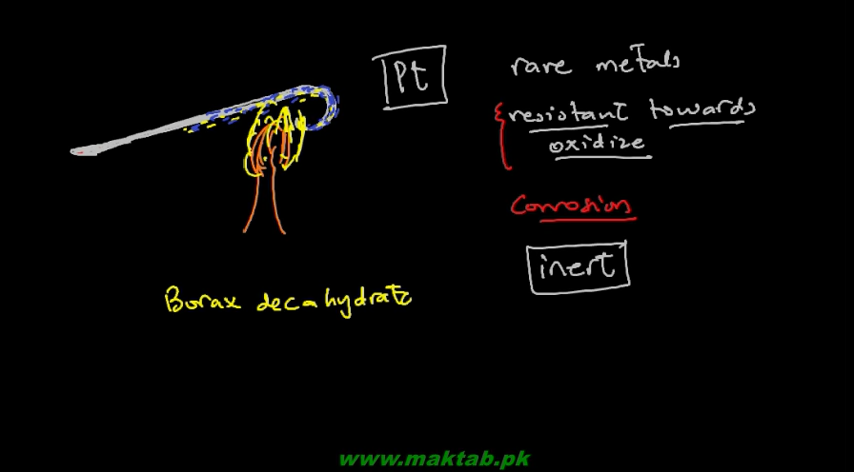 Pt
rare metals
resistant towards
oxidize
Corrosion
inert
Borax decahydrate
www.maktab.pk